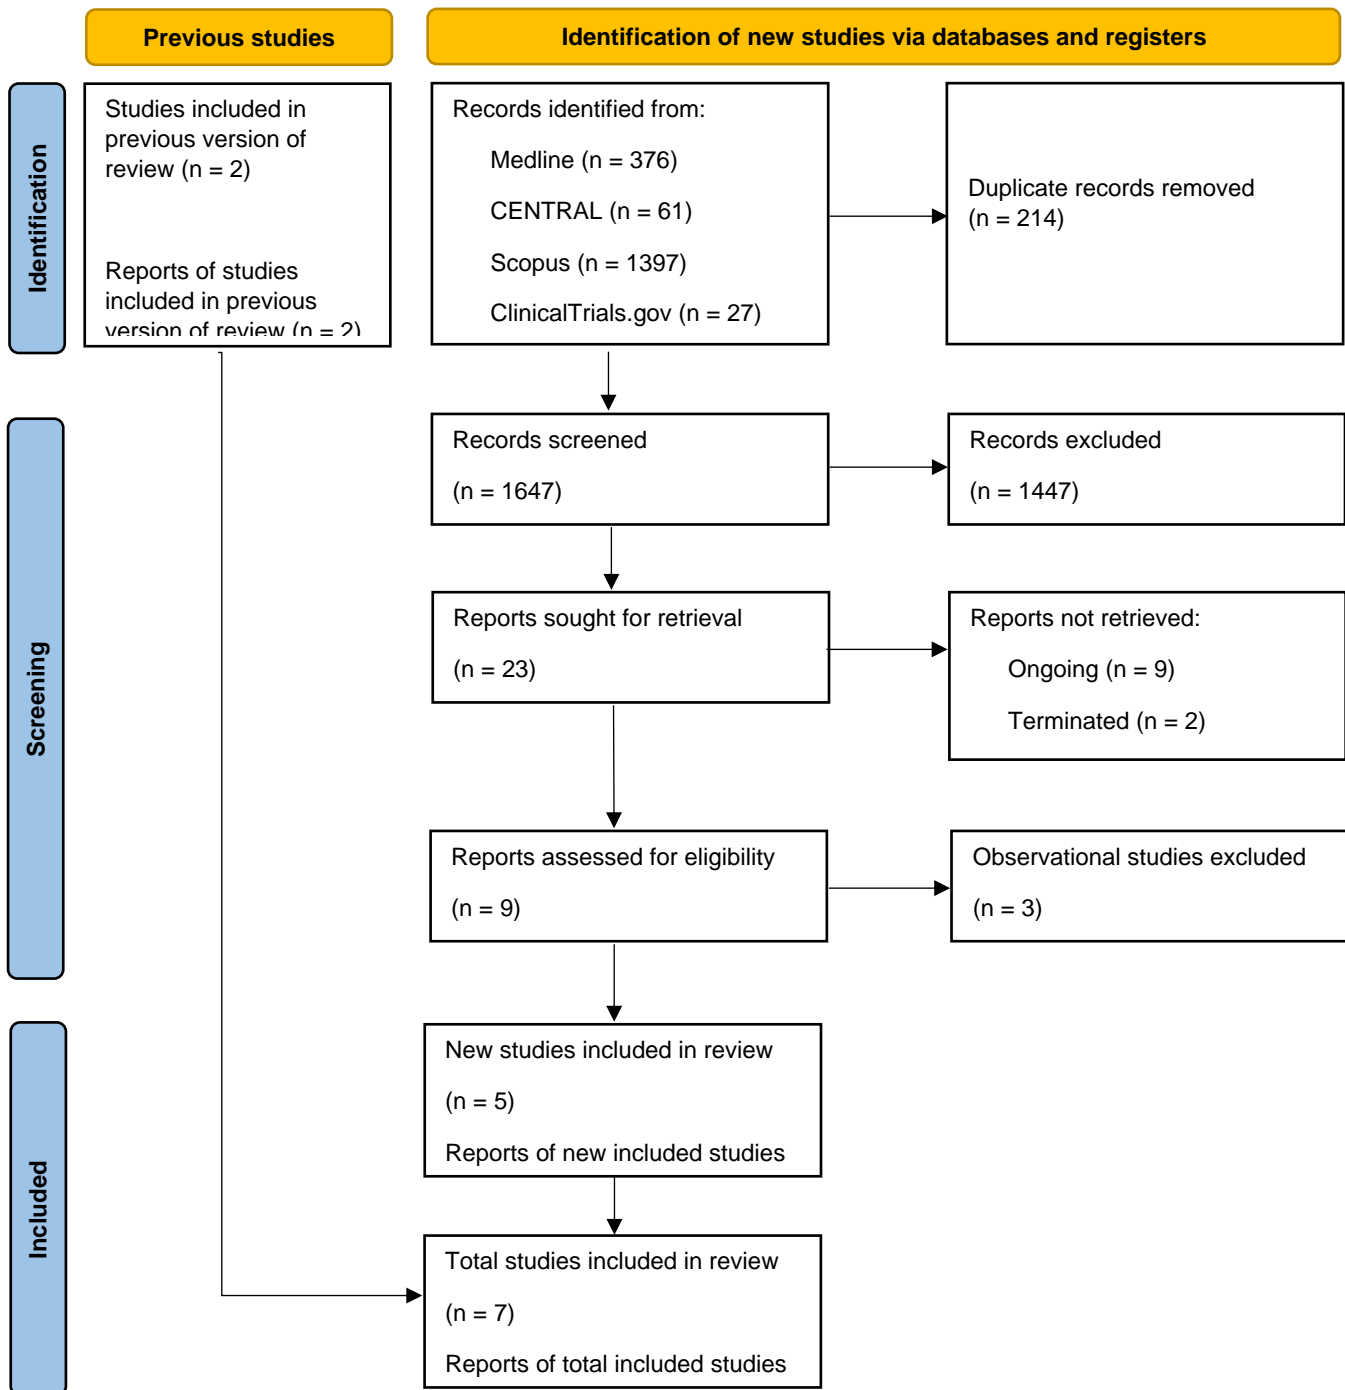 Previous studies
Identification of new studies via databases and registers
Identification
Studies included in
previous version of
review (n = 2)
Reports of studies
included in previous
version of review (n = 2)
Records identified from:
Medline (n = 376)
CENTRAL (n = 61)
Scopus (n = 1397)
ClinicalTrials.gov (n = 27)
Duplicate records removed
(n = 214)
Screening
Records screened
(n = 1647)
Records excluded
(n = 1447)
Reports sought for retrieval
(n = 23)
Reports not retrieved:
Ongoing (n = 9)
Terminated (n = 2)
Reports assessed for eligibility
(n = 9)
Observational studies excluded
(n = 3)
Included
New studies included in review
(n = 5)
Reports of new included studies
Total studies included in review
(n = 7)
Reports of total included studies